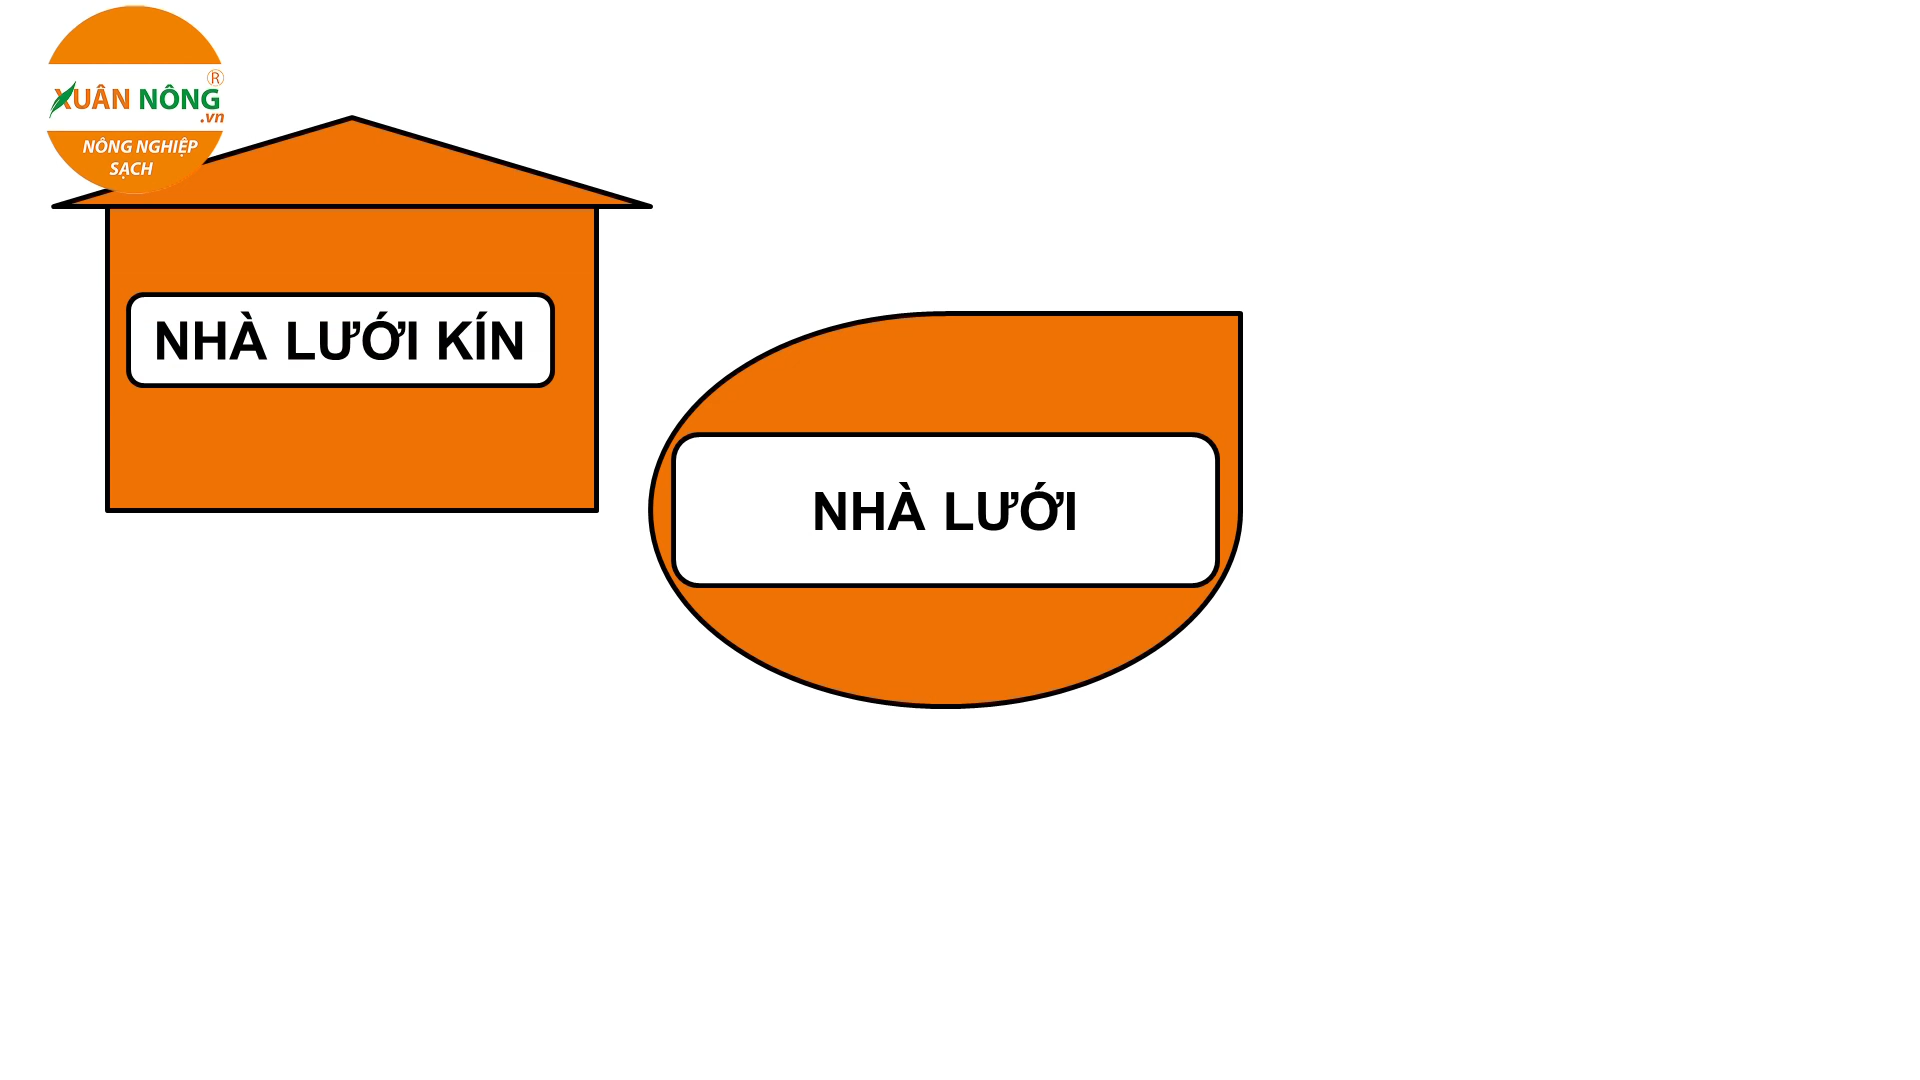 XUÂN NÔNG
®
.vn
NÔNG NGHIỆP
SẠCH
NHÀ LƯỚI KÍN
NHÀ LƯỚI